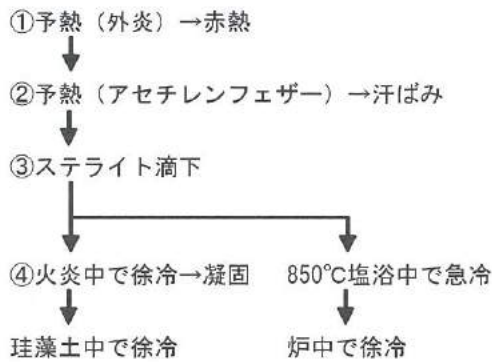 ①予熱（外炎）→赤熱
②予熱（アセチレンフェザー）→汗ばみ
③ステライト滴下
④火炎中で徐冷→凝固　850℃塩浴中で急冷
珪藻土中で徐冷　炉中で徐冷